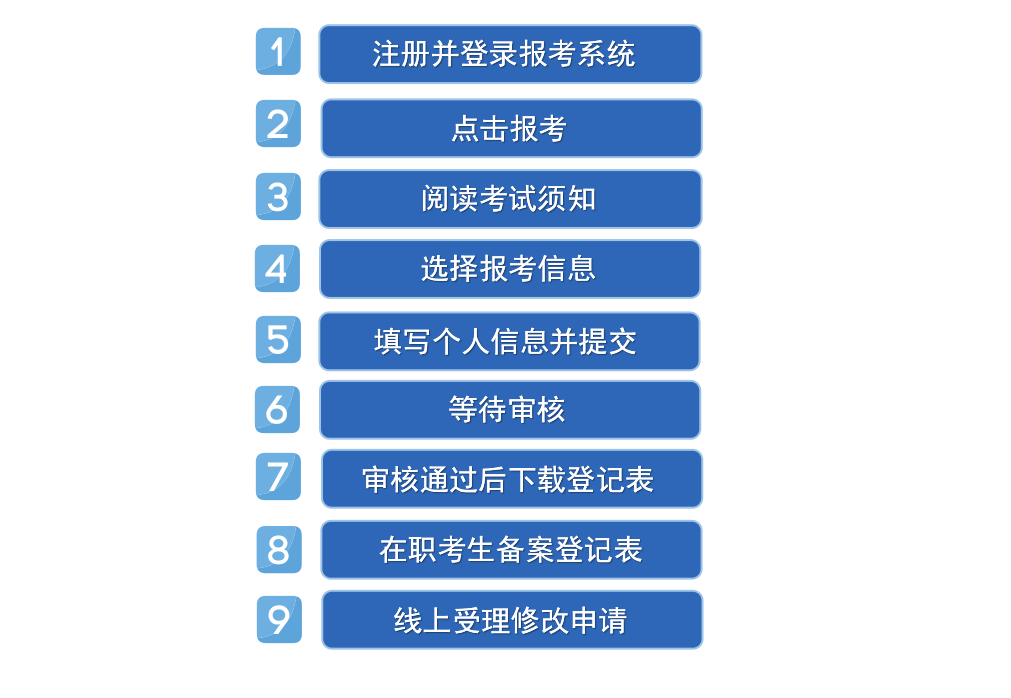 1 注册并登录报考系统
2 点击报考
3 阅读考试须知
4 选择报考信息
5 填写个人信息并提交
6 等待审核
7 审核通过后下载登记表
8 在职考生备案登记表
9 线上受理修改申请